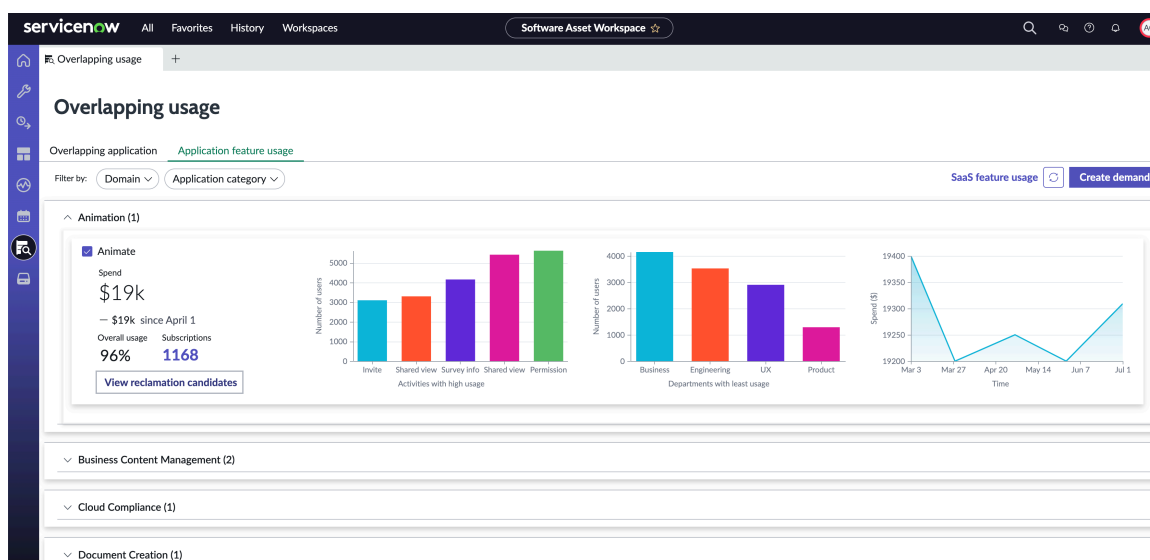 servicenow All Favorites History Workspaces Software Asset Workspace
Overlapping usage +
Overlapping usage
Overlapping application Application feature usage
Filter by: Domain Application category SaaS feature usage Create demand
Animation (1)
Animate
Spend
$19k
— $19k since April 1
Overall usage Subscriptions
96% 1168
View reclamation candidates
Number of users
5000
4000
3000
2000
1000
0
Invite Shared view Survey info Shared view Permission
Activities with high usage
Number of users
4000
3000
2000
1000
0
Business Engineering UX Product
Departments with least usage
Spend ($)
19400
19350
19300
19250
19200
Mar 3 Mar 27 Apr 20 May 14 Jun 7 Jul 1
Time
Business Content Management (2)
Cloud Compliance (1)
Document Creation (1)